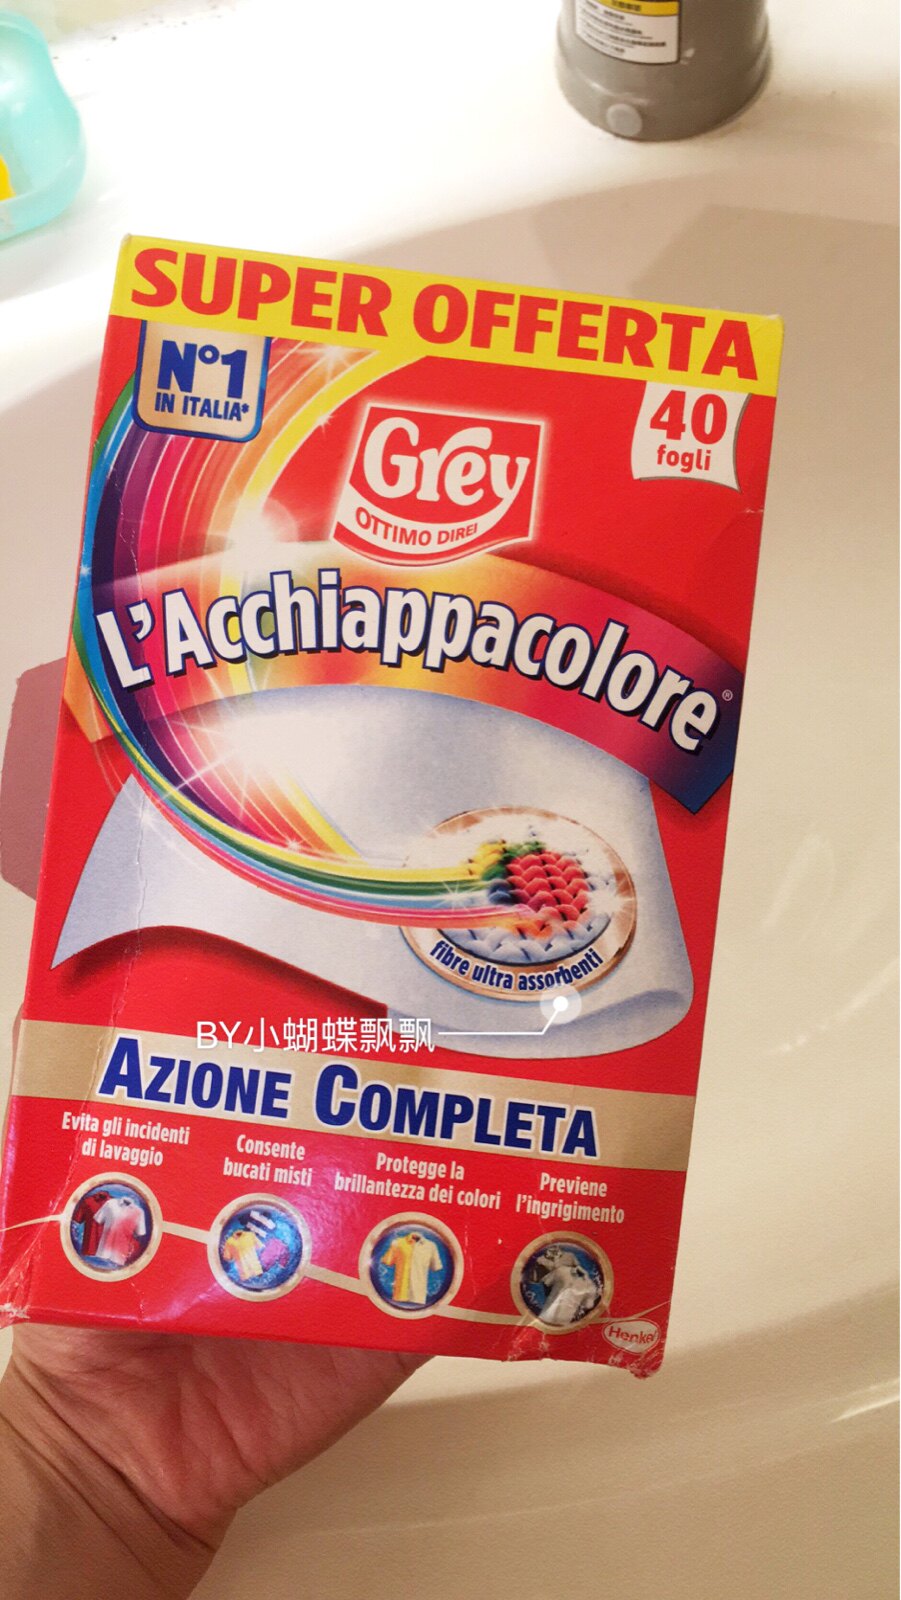 SUPER OFFERTA
N°1
IN ITALIA*
40
fogli
Grey
OTTIMO DIREI
L'Acchiappacolore®
fibre ultra assorbenti
BY小蝴蝶飘飘
AZIONE COMPLETA
Evita gli incidenti
di lavaggio
Consente
bucati misti
Protegge la
brillantezza dei colori
Previene
l'ingrigimento
Henkel